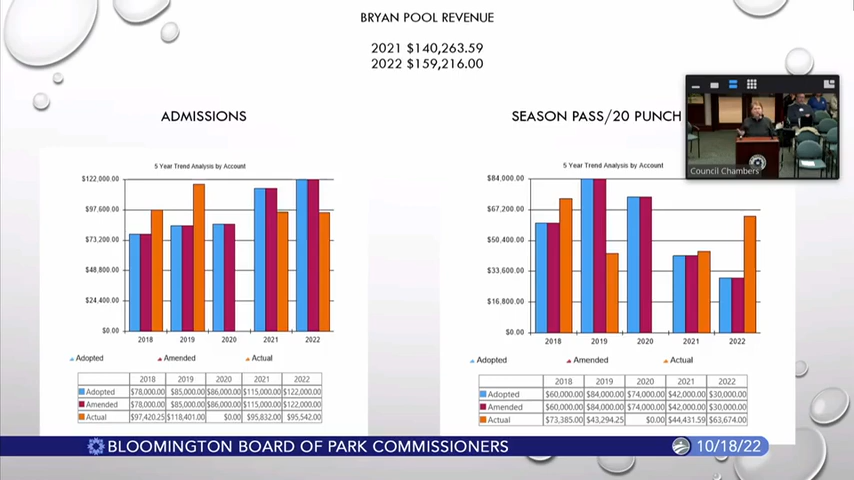 BRYAN POOL REVENUE
2021 $140,263.59
2022 $159,216.00
ADMISSIONS
5 Year Trend Analysis by Account
$122,000.00
$97,600.00
$73,200.00
$48,800.00
$24,400.00
$0.00
2018 2019 2020 2021 2022
Adopted Amended Actual
2018 2019 2020 2021 2022
Adopted $78,000.00 $85,000.00 $86,000.00 $115,000.00 $122,000.00
Amended $78,000.00 $85,000.00 $86,000.00 $115,000.00 $122,000.00
Actual $97,420.25 $118,401.00 $0.00 $95,832.00 $95,542.00
SEASON PASS/20 PUNCH
5 Year Trend Analysis by Account
$84,000.00
$67,200.00
$50,400.00
$33,600.00
$16,800.00
$0.00
2018 2019 2020 2021 2022
Adopted Amended Actual
2018 2019 2020 2021 2022
Adopted $60,000.00 $84,000.00 $74,000.00 $42,000.00 $30,000.00
Amended $60,000.00 $84,000.00 $74,000.00 $42,000.00 $30,000.00
Actual $73,385.00 $43,294.25 $0.00 $44,431.59 $63,674.00
Council Chambers
BLOOMINGTON BOARD OF PARK COMMISSIONERS 10/18/22